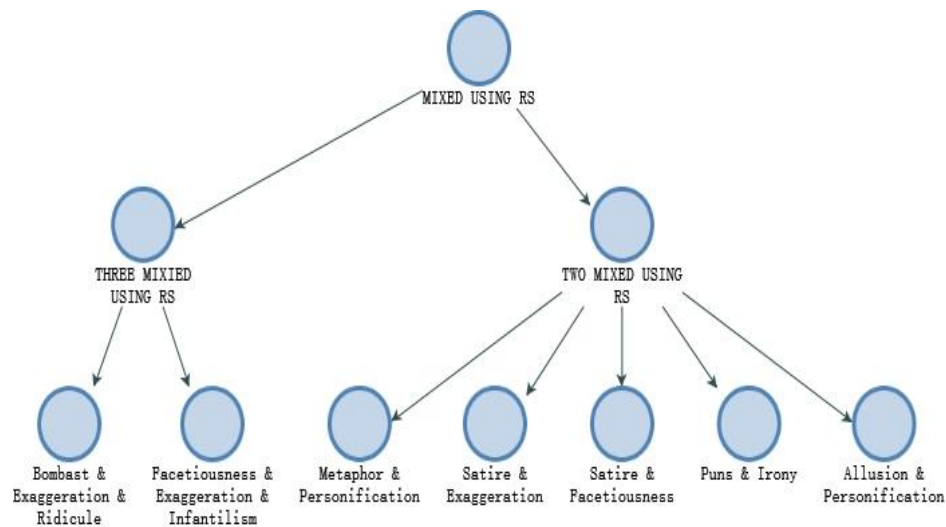 MIXED USING RS
THREE MIXIED
USING RS
TWO MIXED USING
RS
Bombast &
Exaggeration &
Ridicule
Facetiousness &
Exaggeration &
Infantilism
Metaphor &
Personification
Satire &
Exaggeration
Satire &
Facetiousness
Puns & Irony
Allusion &
Personification